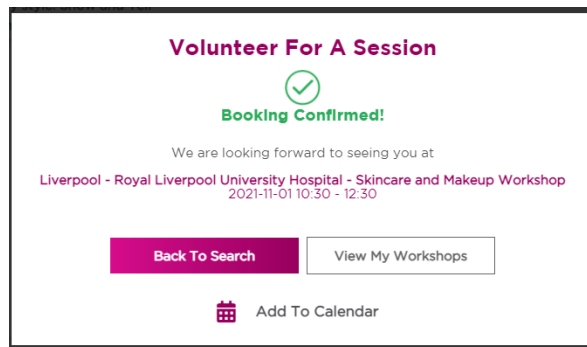 Volunteer For A Session
Booking Confirmed!
We are looking forward to seeing you at
Liverpool - Royal Liverpool University Hospital - Skincare and Makeup Workshop
2021-11-01 10:30 - 12:30
Back To Search
View My Workshops
Add To Calendar